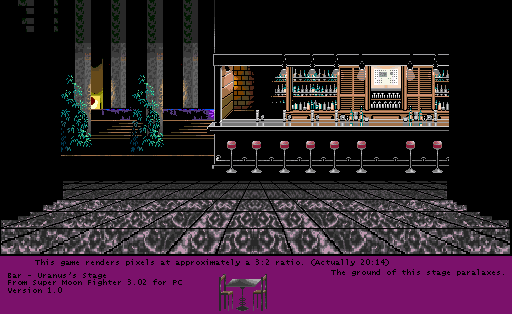 This game renders pixels at approximately a 3:2 ratio. (Actually 20:14)
The ground of this stage paralaxes.
Bar - Uranus's Stage
From Super Moon Fighter 3.02 for PC
Version 1.0